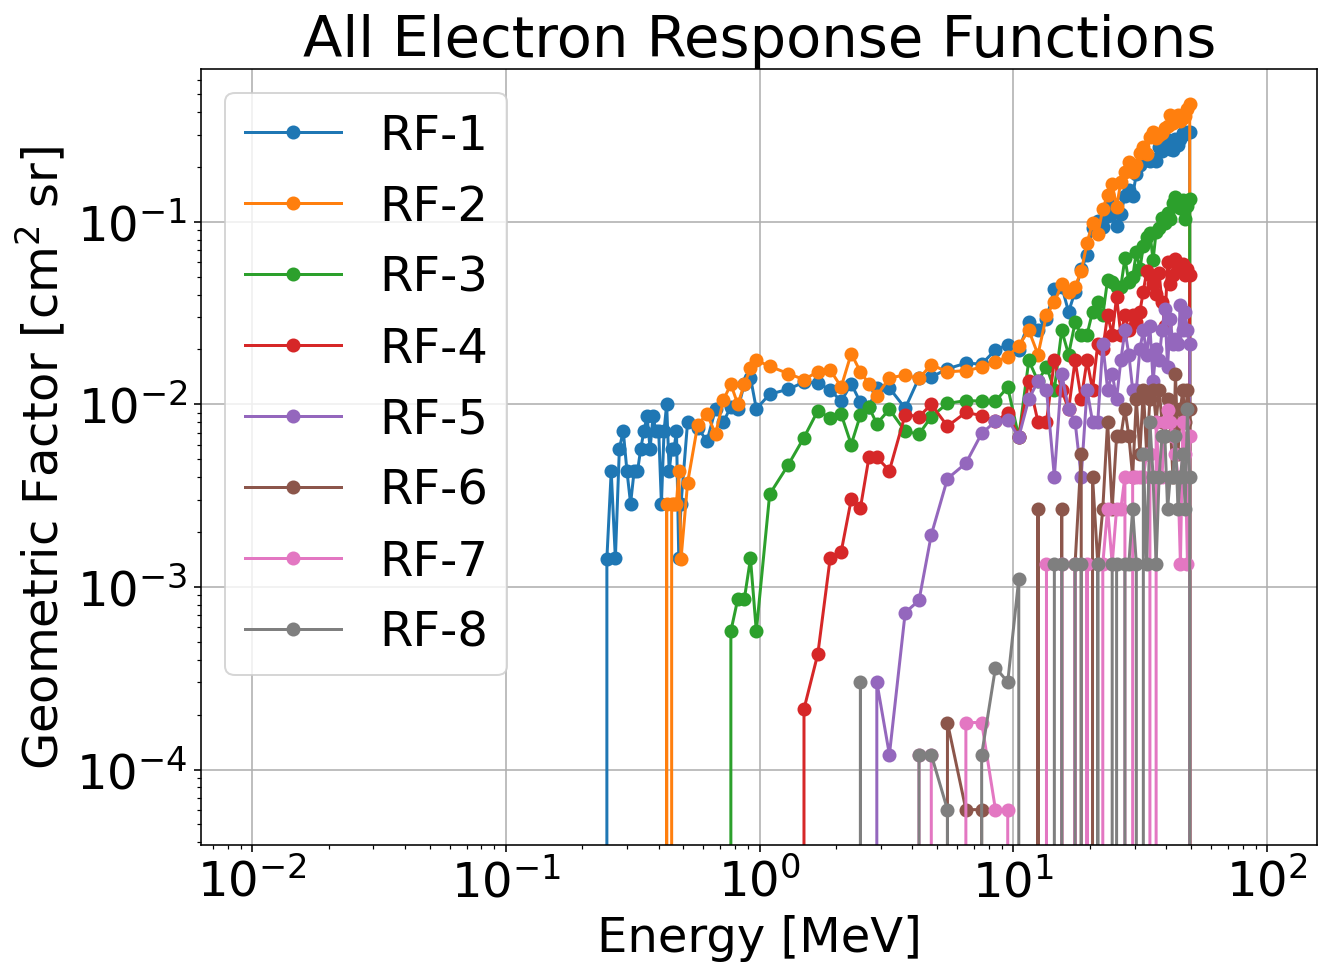 All Electron Response Functions
RF-1
RF-2
RF-3
RF-4
RF-5
RF-6
RF-7
RF-8
Geometric Factor [cm² sr]
10⁻¹
10⁻²
10⁻³
10⁻⁴
10⁻² 10⁻¹ 10⁰ 10¹ 10²
Energy [MeV]